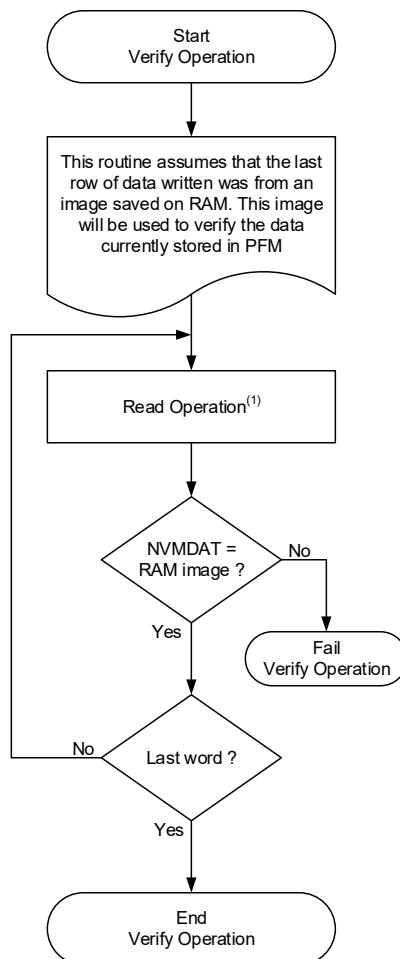 Start
Verify Operation
This routine assumes that the last
row of data written was from an
image saved on RAM. This image
will be used to verify the data
currently stored in PFM
Read Operation(1)
NVMDAT =
RAM image ?
No
Yes
Fail
Verify Operation
Last word ?
No
Yes
End
Verify Operation